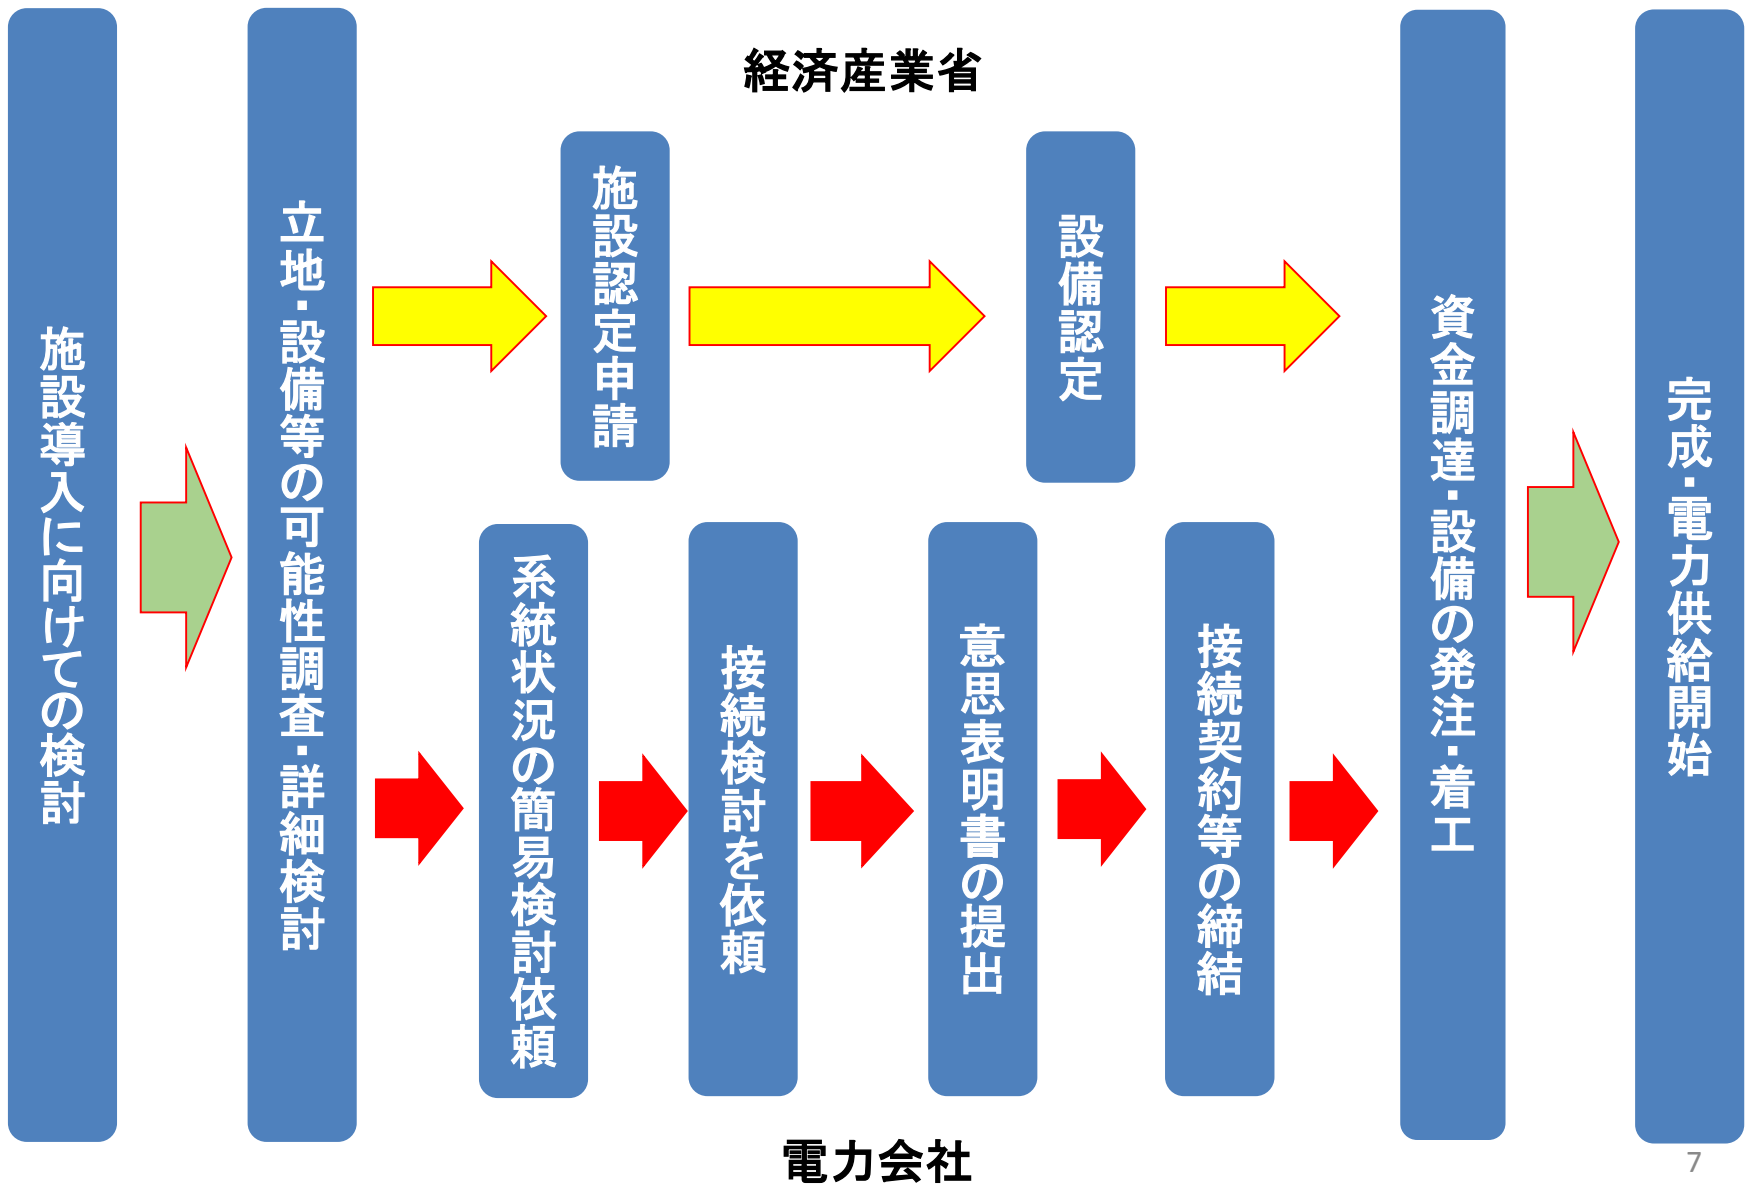 施設導入に向けての検討
立地・設備等の可能性調査・詳細検討
経済産業省
施設認定申請
設備認定
系統状況の簡易検討依頼
接続検討を依頼
意思表明書の提出
接続契約等の締結
電力会社
資金調達・設備の発注・着工
完成・電力供給開始
7